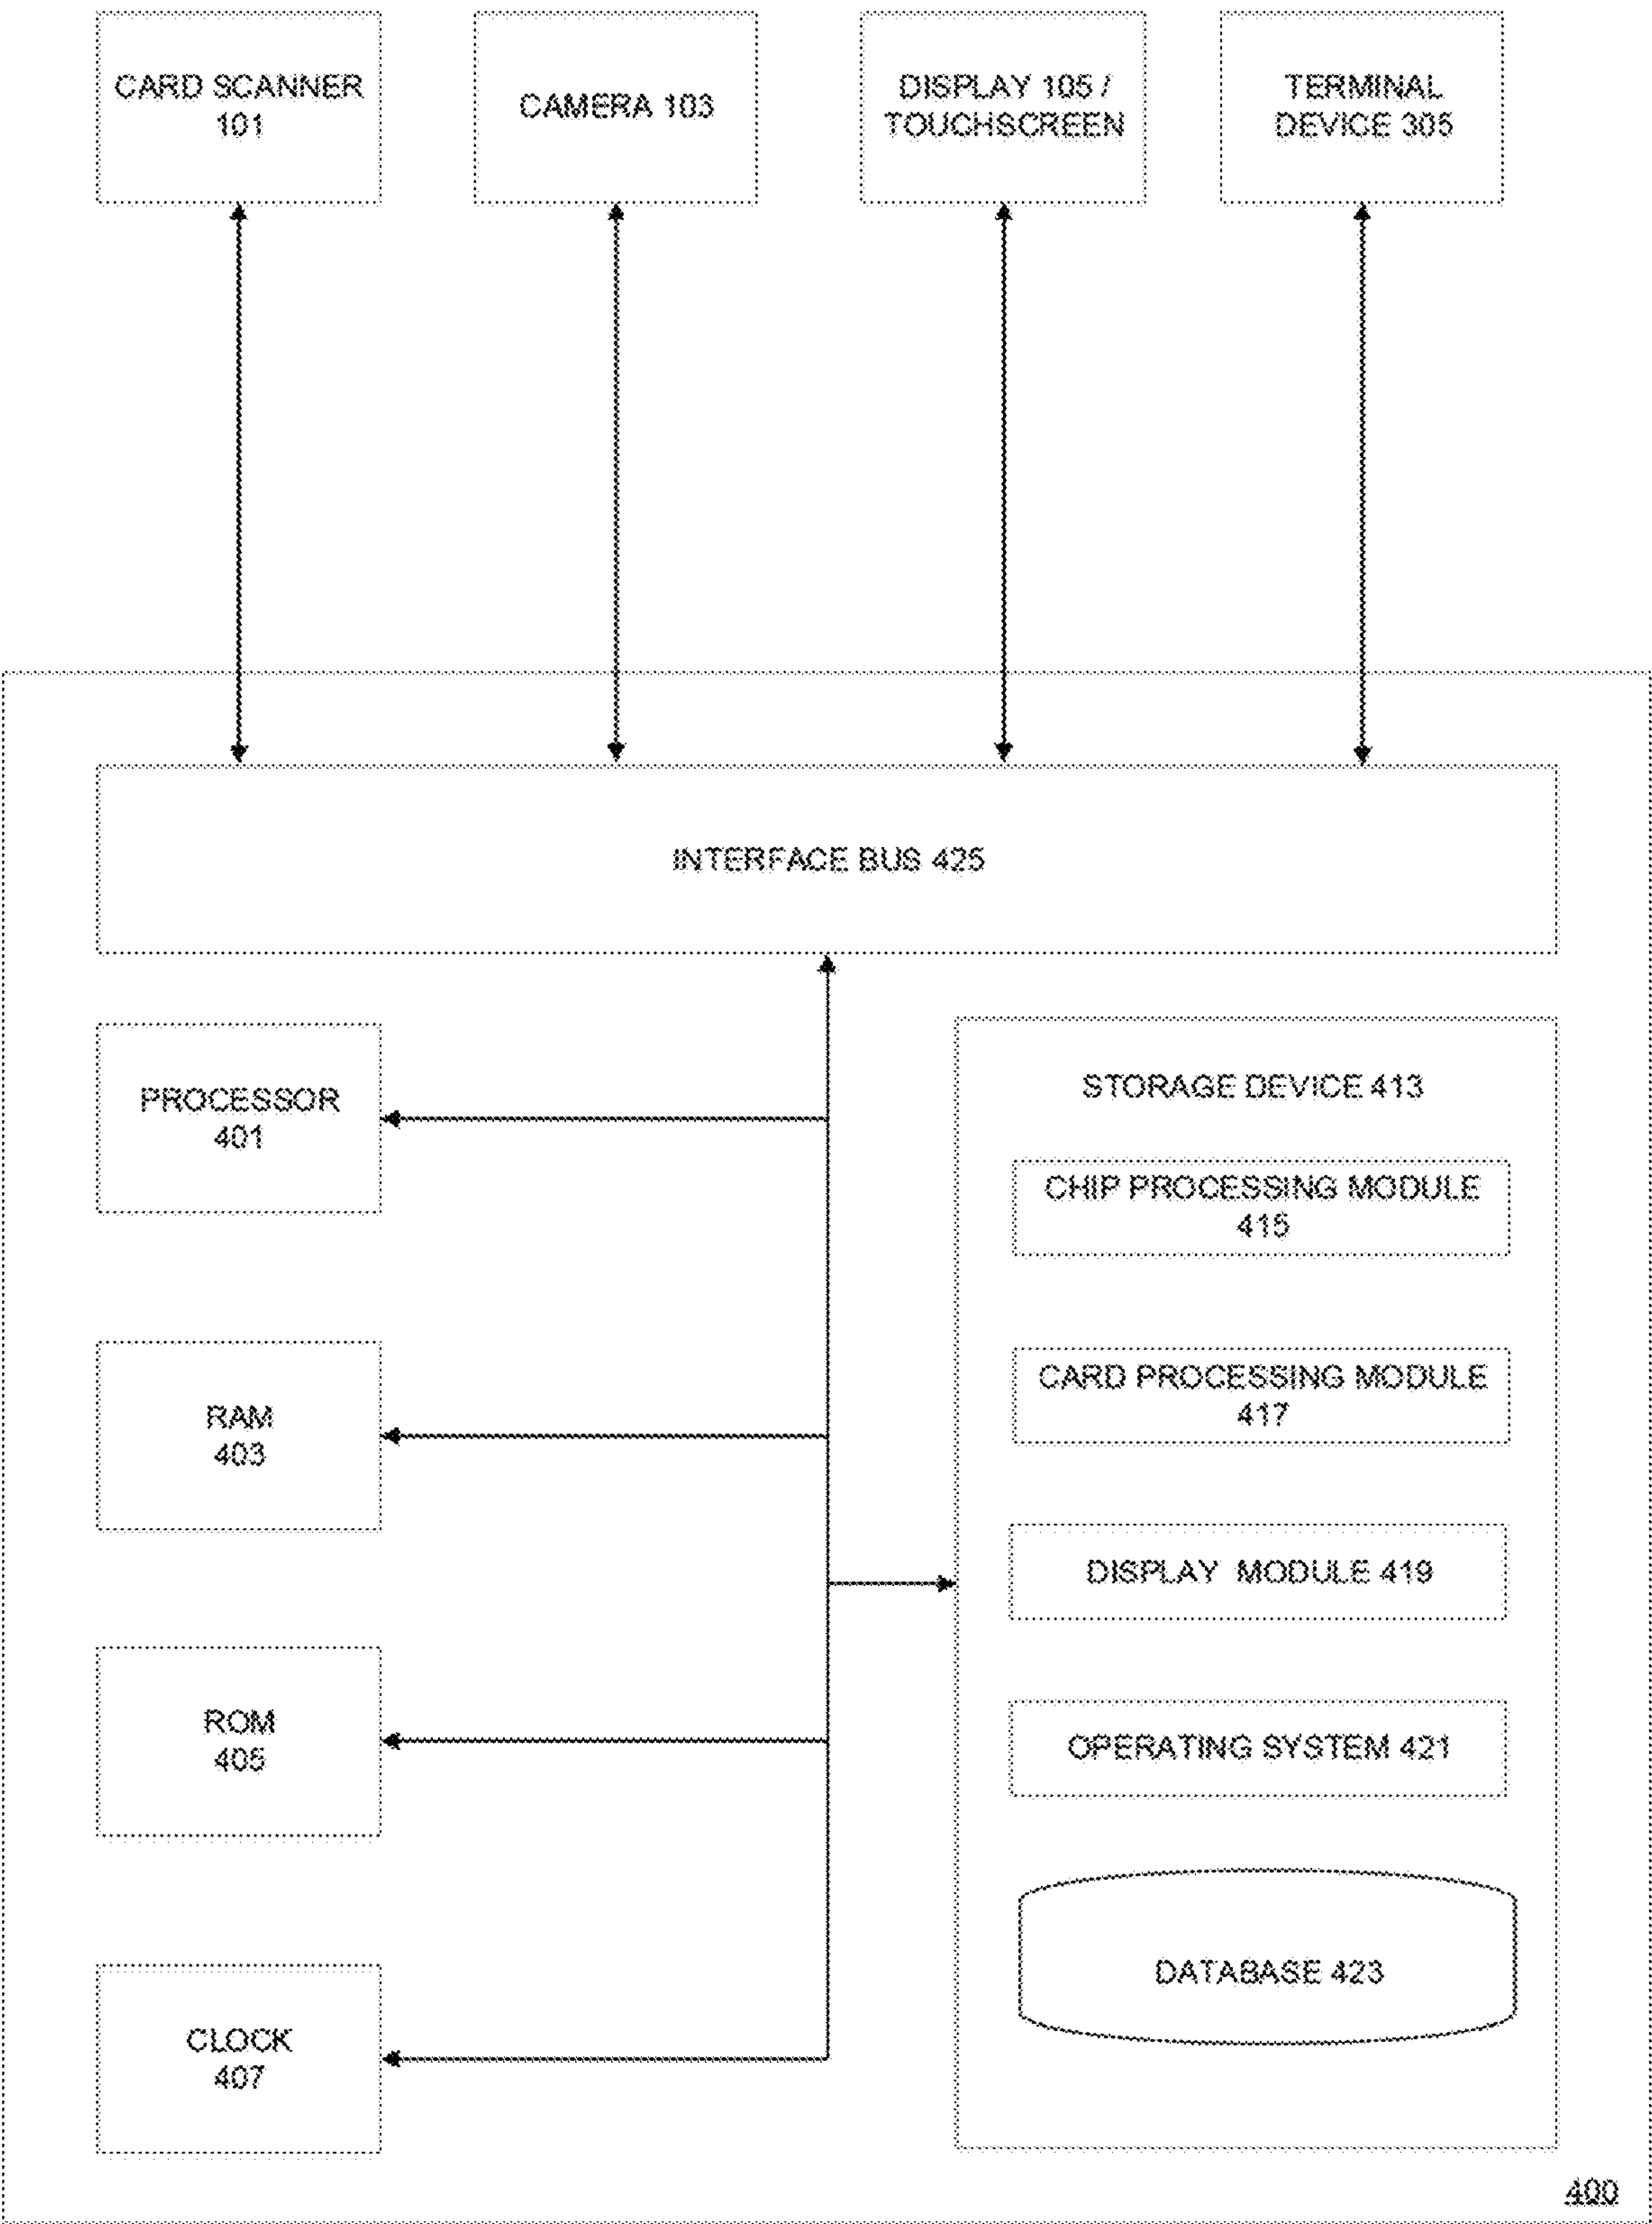 CARD SCANNER
101
CAMERA 103
DISPLAY 105 /
TOUCHSCREEN
TERMINAL
DEVICE 305
INTERFACE BUS 425
PROCESSOR
401
STORAGE DEVICE 413
CHIP PROCESSING MODULE
415
CARD PROCESSING MODULE
417
RAM
403
DISPLAY MODULE 419
ROM
405
OPERATING SYSTEM 421
DATABASE 423
CLOCK
407
400